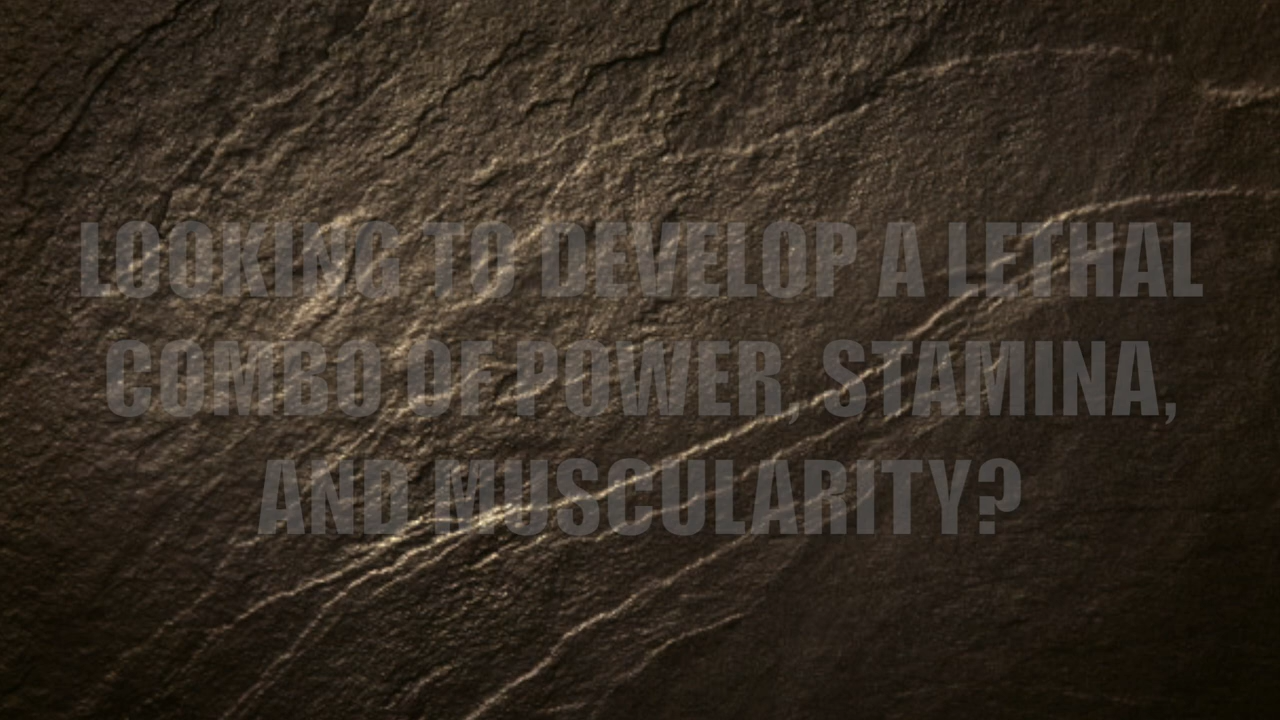 LOOKING TO DEVELOP A LETHAL
COMBO OF POWER, STAMINA,
AND MUSCULARITY?